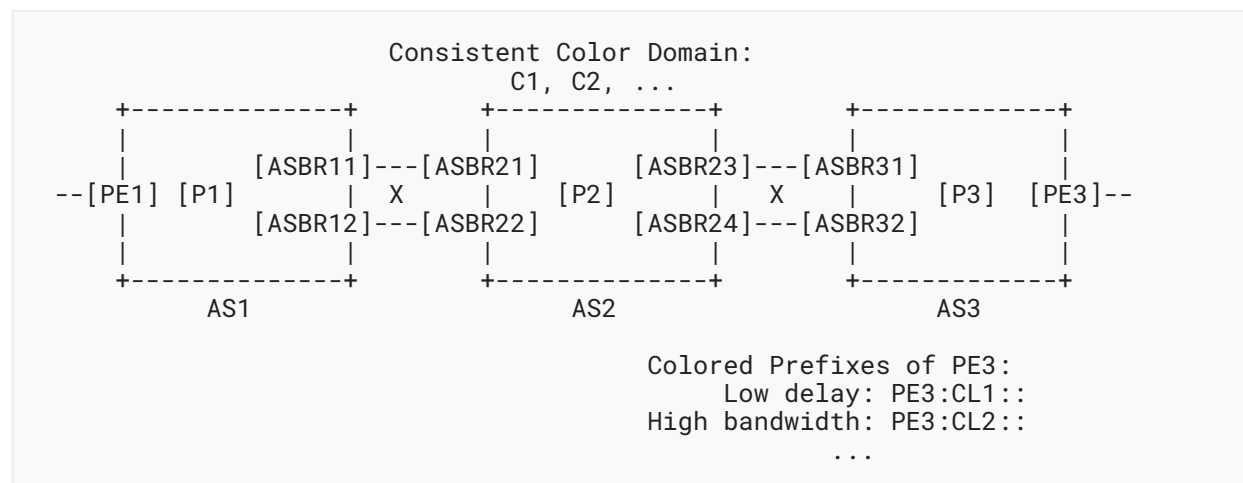 Consistent Color Domain:
C1, C2, ...
+--------------+ +--------------+ +-------------+
| | | | | |
| [ASBR11]---[ASBR21] [ASBR23]---[ASBR31] |
--[PE1] [P1] | X | [P2] | X | [P3] [PE3]--
| [ASBR12]---[ASBR22] [ASBR24]---[ASBR32] |
| | | | | |
+--------------+ +--------------+ +-------------+
AS1 AS2 AS3
Colored Prefixes of PE3:
Low delay: PE3:CL1::
High bandwidth: PE3:CL2::
...